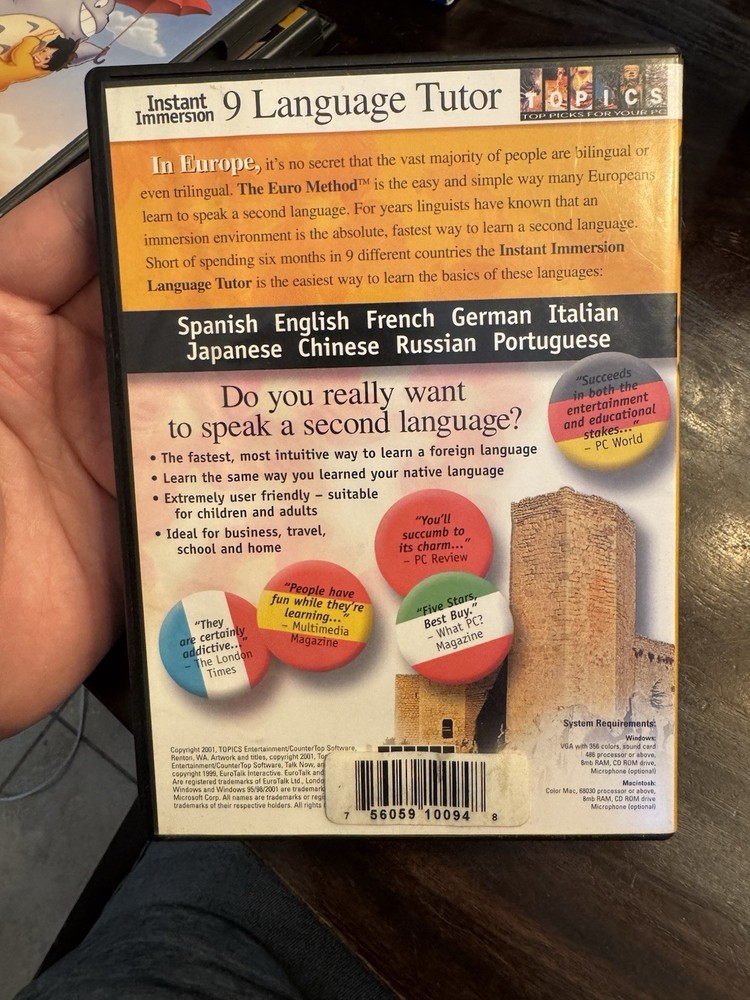 Instant
Immersion 9 Language Tutor
TOPICS
TOP PICKS FOR YOUR PC
In Europe, it's no secret that the vast majority of people are bilingual or
even trilingual. The Euro Method™ is the easy and simple way many Europeans
learn to speak a second language. For years linguists have known that an
immersion environment is the absolute, fastest way to learn a second language.
Short of spending six months in 9 different countries the Instant Immersion
Language Tutor is the easiest way to learn the basics of these languages:
Spanish English French German Italian
Japanese Chinese Russian Portuguese
Do you really want
to speak a second language?
• The fastest, most intuitive way to learn a foreign language
• Learn the same way you learned your native language
• Extremely user friendly – suitable
for children and adults
• Ideal for business, travel,
school and home
"Succeeds
in both the
entertainment
and educational
stakes..."
– PC World
"You'll
succumb to
its charm..."
– PC Review
"People have
fun while they're
learning..."
– Multimedia
Magazine
"Five Stars,
Best Buy."
– What PC?
Magazine
"They
are certainly
addictive..."
– The London
Times
System Requirements:
Windows:
VGA with 356 colors, sound card
486 processor or above,
8mb RAM, CD ROM drive,
Microphone (optional)
Macintosh:
Color Mac, 68030 processor or above,
8mb RAM, CD ROM drive
Microphone (optional)
Copyright 2001, TOPICS Entertainment/CounterTop Software,
Renton, WA. Artwork and titles, copyright 2001,
Entertainment/CounterTop Software, Talk Now, an
copyright 1999, EuroTalk Interactive. EuroTalk and
Are registered trademarks of EuroTalk Ltd.,
Windows and Windows 95/98/2001 are trademark
Microsoft Corp. All names are trademarks or
trademarks of their respective holders. All rights
7 56059 10094 8